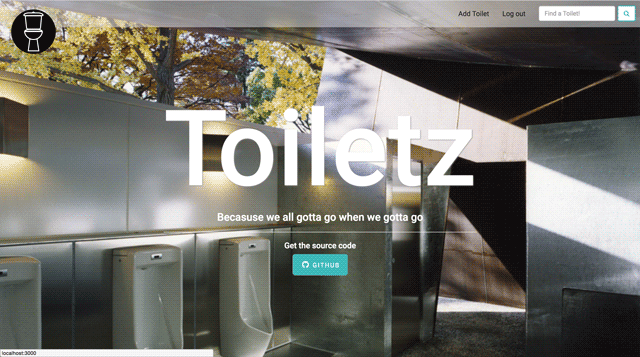 Add Toilet
Log out
Find a Toilet!
Toiletz
Becasuse we all gotta go when we gotta go
Get the source code
GITHUB
localhost:3000